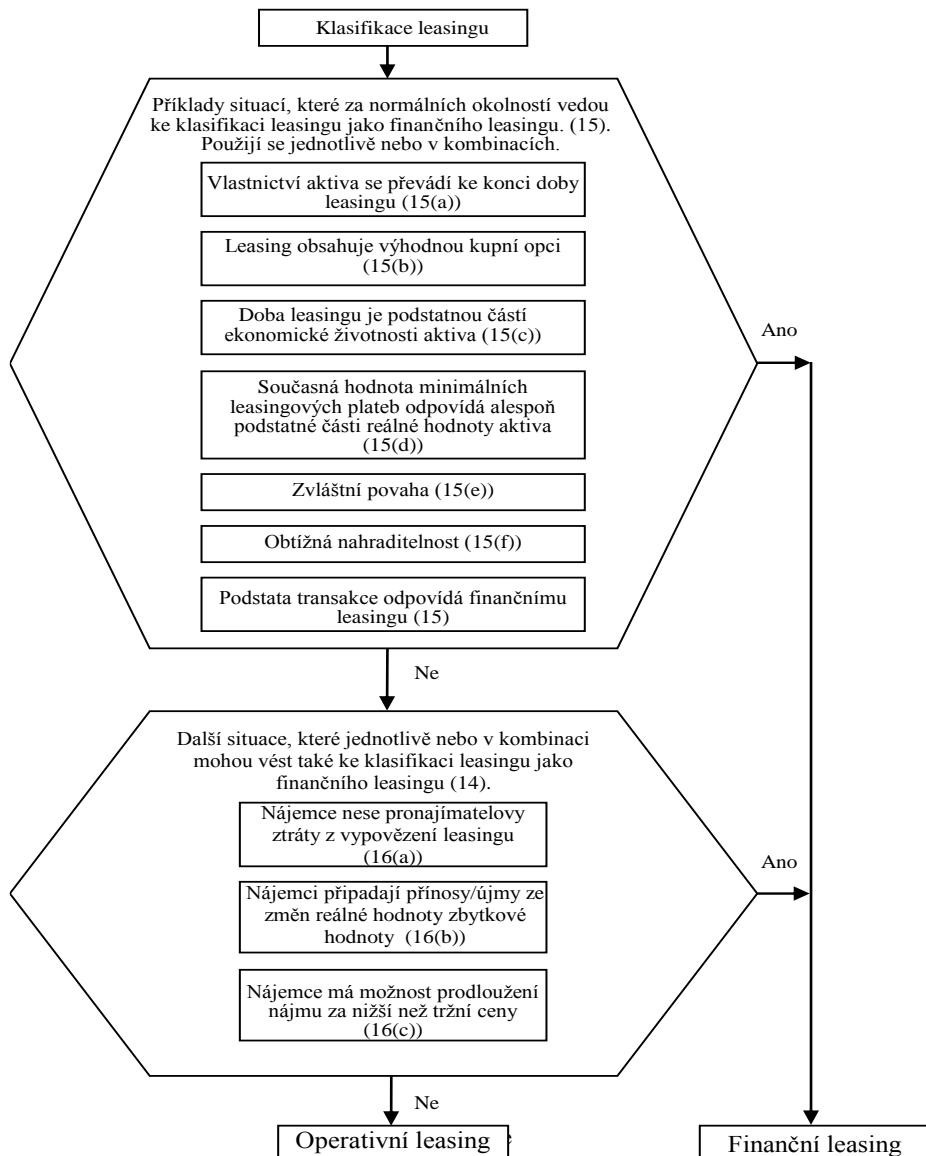 Klasifikace leasingu
Příklady situací, které za normálních okolností vedou
ke klasifikaci leasingu jako finančního leasingu. (15).
Použijí se jednotlivě nebo v kombinacích.
Vlastnictví aktiva se převádí ke konci doby
leasingu (15(a))
Leasing obsahuje výhodnou kupní opci
(15(b))
Doba leasingu je podstatnou částí
ekonomické životnosti aktiva (15(c))
Ano
Současná hodnota minimálních
leasingových plateb odpovídá alespoň
podstatné části reálné hodnoty aktiva
(15(d))
Zvláštní povaha (15(e))
Obtížná nahraditelnost (15(f))
Podstata transakce odpovídá finančnímu
leasingu (15)
Ne
Další situace, které jednotlivě nebo v kombinaci
mohou vést také ke klasifikaci leasingu jako
finančního leasingu (14).
Nájemce nese pronajímatelovy
ztráty z vypovězení leasingu
(16(a))
Ano
Nájemci připadají přínosy/újmy ze
změn reálné hodnoty zbytkové
hodnoty (16(b))
Nájemce má možnost prodloužení
nájmu za nižší než tržní ceny
(16(c))
Ne
Operativní leasing
Finanční leasing